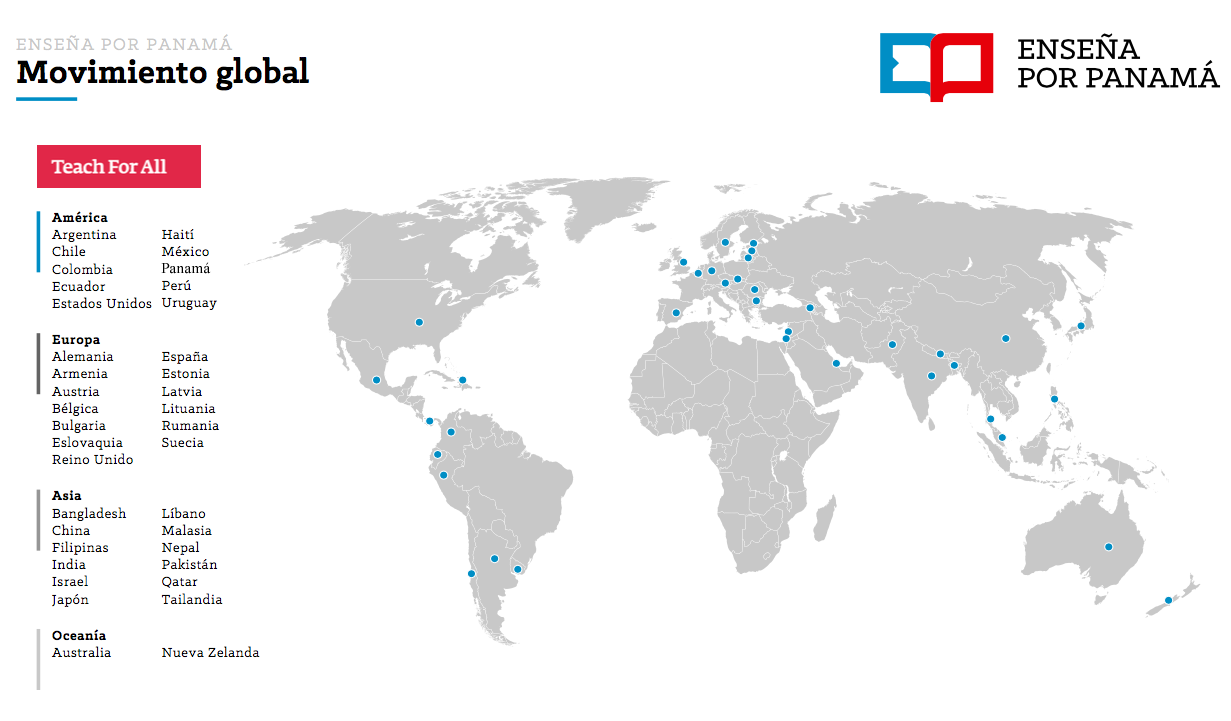 ENSEÑA POR PANAMÁ
Movimiento global
ENSEÑA
POR PANAMÁ
Teach For All
América
Argentina Haití
Chile México
Colombia Panamá
Ecuador Perú
Estados Unidos Uruguay
Europa
Alemania España
Armenia Estonia
Austria Latvia
Bélgica Lituania
Bulgaria Rumania
Eslovaquia Suecia
Reino Unido
Asia
Bangladesh Líbano
China Malasia
Filipinas Nepal
India Pakistán
Israel Qatar
Japón Tailandia
Oceanía
Australia Nueva Zelanda